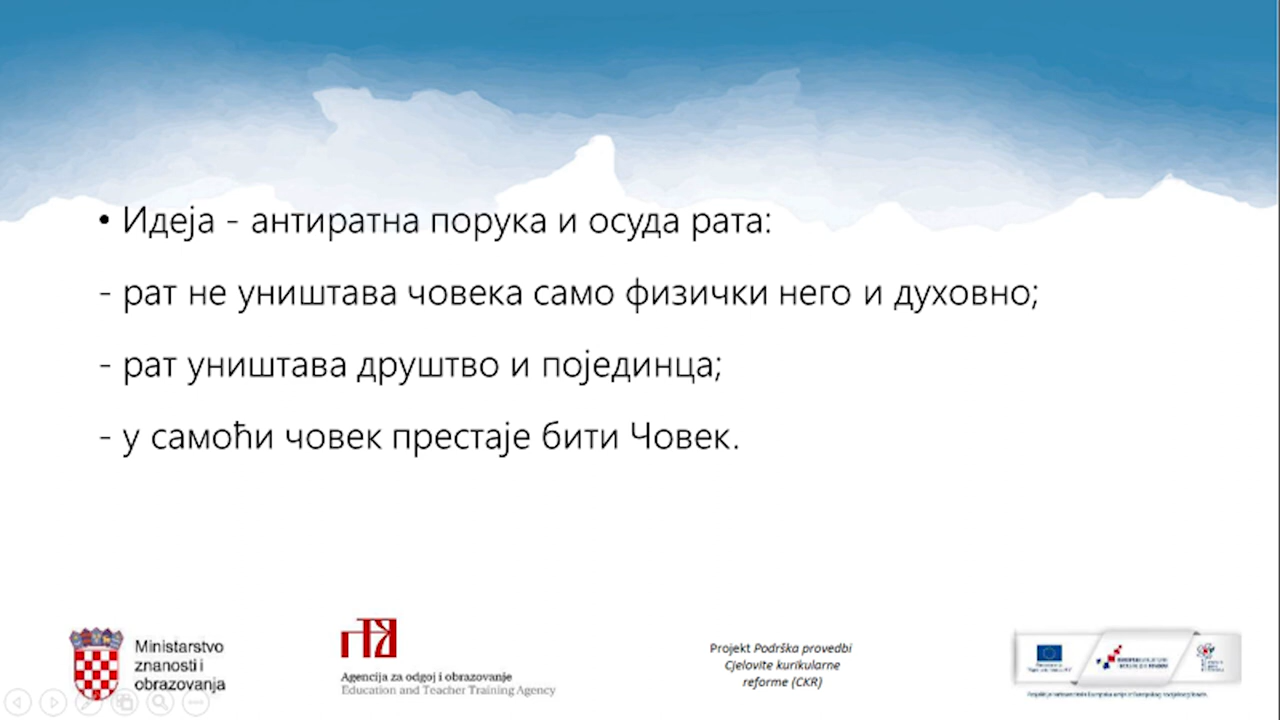 • Идеја - антиратна порука и осуда рата:
- рат не уништава човека само физички него и духовно;
- рат уништава друштво и појединца;
- у самоћи човек престаје бити Човек.
Ministarstvo
znanosti i
obrazovanja
Agencija za odgoj i obrazovanje
Education and Teacher Training Agency
Projekt Podrška provedbi
Cjelovite kurikularne
reforme (CKR)